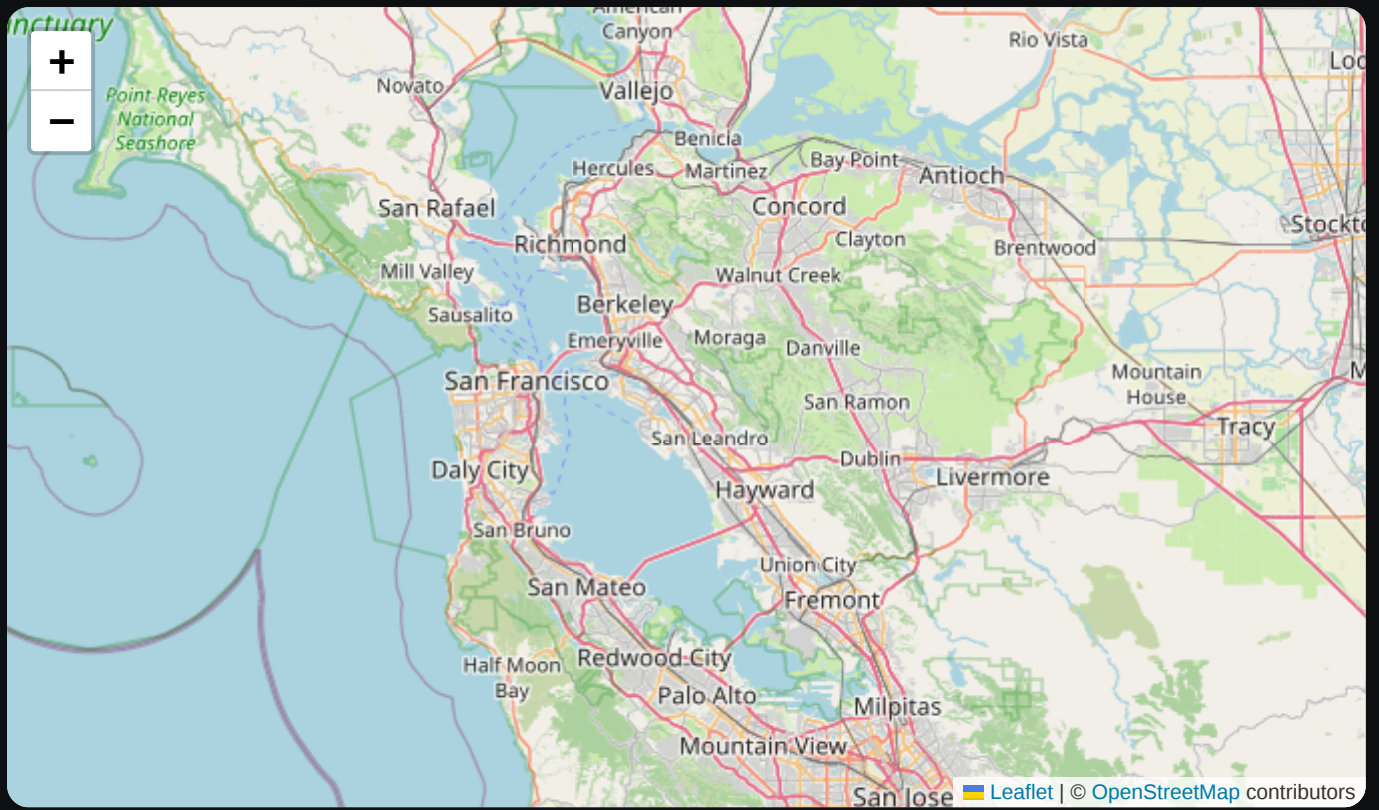 nctuary
+
−
Point Reyes
National
Seashore
American
Canyon
Rio Vista
Novato
Vallejo
Benicia
Hercules
Martinez
Bay Point
Antioch
San Rafael
Concord
Richmond
Clayton
Brentwood
Stockto
Mill Valley
Walnut Creek
Berkeley
Sausalito
Emeryville
Moraga
Danville
San Francisco
Mountain
House
San Ramon
San Leandro
Tracy
Daly City
Dublin
Livermore
Hayward
San Bruno
Union City
San Mateo
Fremont
Half Moon
Bay
Redwood City
Palo Alto
Milpitas
Mountain View
San Jose
Leaflet | © OpenStreetMap contributors